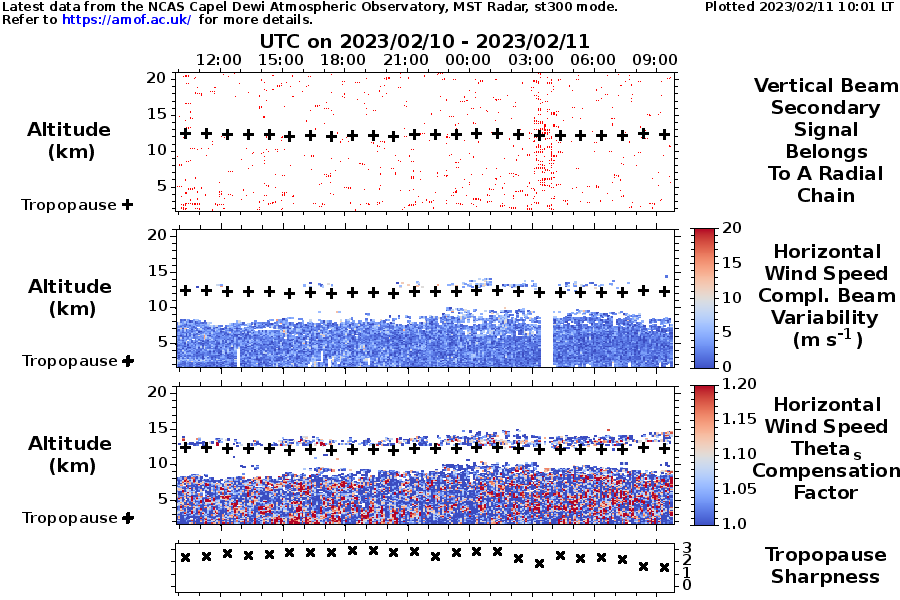 Latest data from the NCAS Capel Dewi Atmospheric Observatory, MST Radar, st300 mode.
Plotted 2023/02/11 10:01 LT
Refer to https://amof.ac.uk/ for more details.
UTC on 2023/02/10 - 2023/02/11
12:00 15:00 18:00 21:00 00:00 03:00 06:00 09:00
20
15
10
5
Altitude
(km)
Tropopause +
Vertical Beam
Secondary
Signal
Belongs
To A Radial
Chain
20
15
10
5
Altitude
(km)
Tropopause +
20
15
10
5
0
Horizontal
Wind Speed
Compl. Beam
Variability
(m s-1)
20
15
10
5
Altitude
(km)
Tropopause +
1.20
1.15
1.10
1.05
1.0
Horizontal
Wind Speed
Theta s
Compensation
Factor
3
2
1
0
Tropopause
Sharpness